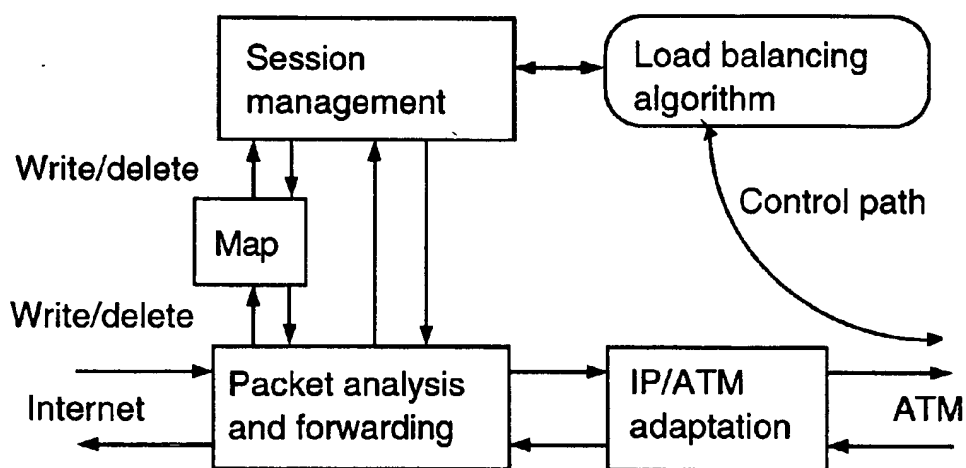 Session
management
Load balancing
algorithm
Write/delete
Control path
Map
Write/delete
Packet analysis
and forwarding
IP/ATM
adaptation
Internet
ATM